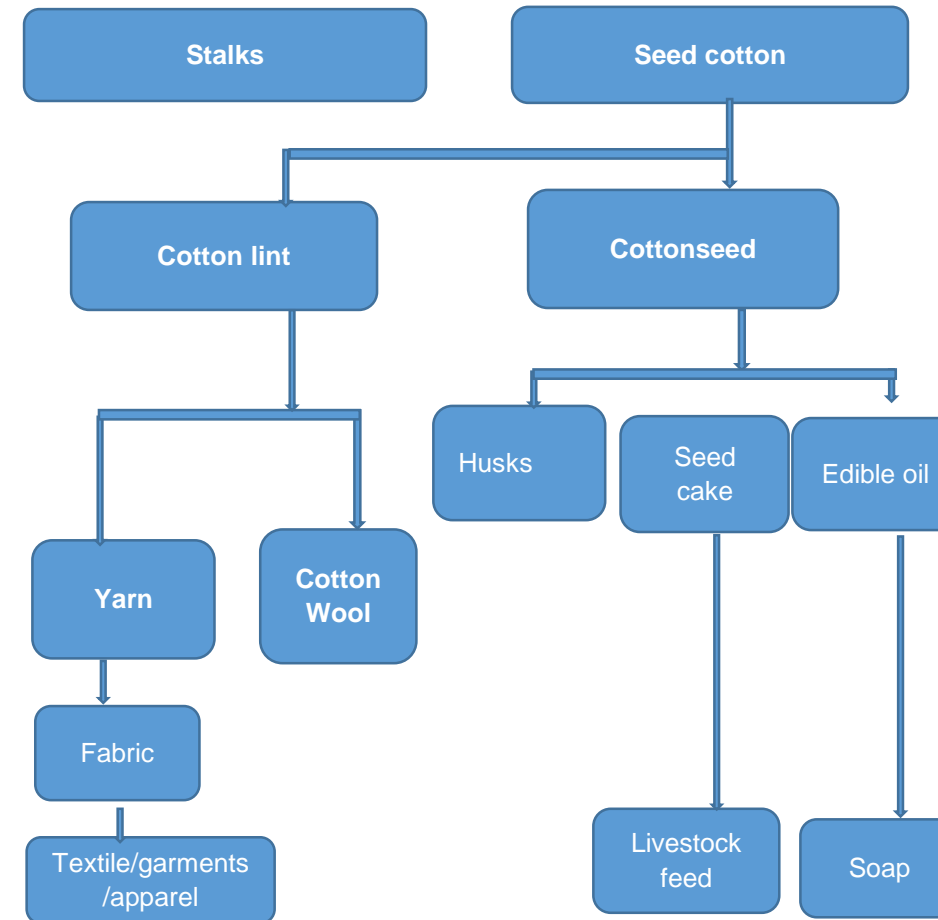 Stalks
Seed cotton
Cotton lint
Cottonseed
Husks
Seed
cake
Edible oil
Yarn
Cotton
Wool
Fabric
Livestock
feed
Soap
Textile/garments
/apparel